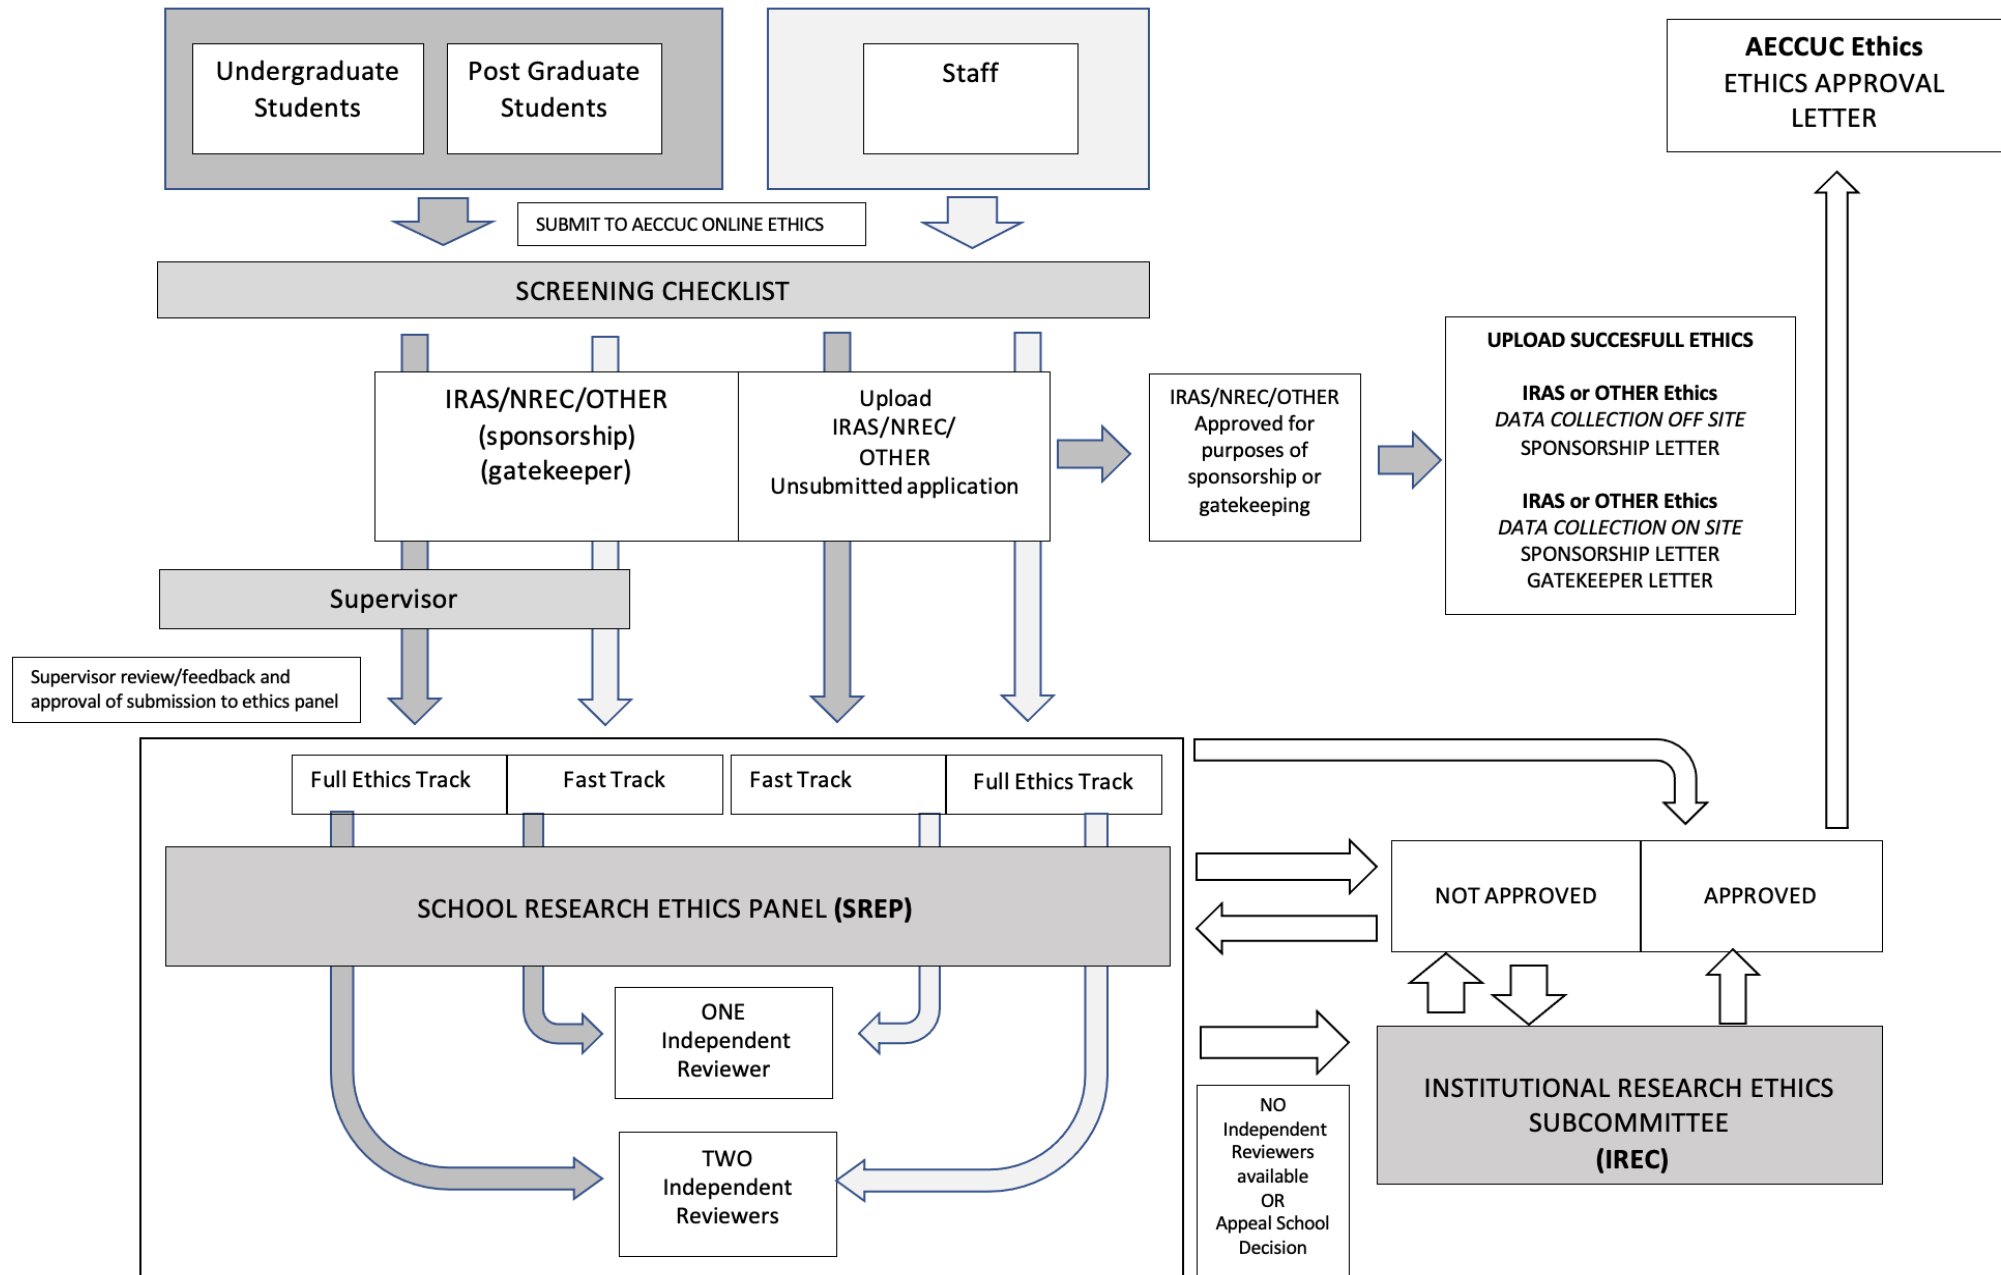 Undergraduate
Students
Post Graduate
Students
Staff
AECCUC Ethics
ETHICS APPROVAL
LETTER
SUBMIT TO AECCUC ONLINE ETHICS
SCREENING CHECKLIST
IRAS/NREC/OTHER
(sponsorship)
(gatekeeper)
Upload
IRAS/NREC/
OTHER
Unsubmitted application
IRAS/NREC/OTHER
Approved for
purposes of
sponsorship or
gatekeeping
UPLOAD SUCCESFULL ETHICS
IRAS or OTHER Ethics
DATA COLLECTION OFF SITE
SPONSORSHIP LETTER
IRAS or OTHER Ethics
DATA COLLECTION ON SITE
SPONSORSHIP LETTER
GATEKEEPER LETTER
Supervisor
Supervisor review/feedback and
approval of submission to ethics panel
Full Ethics Track
Fast Track
Fast Track
Full Ethics Track
SCHOOL RESEARCH ETHICS PANEL (SREP)
NOT APPROVED
APPROVED
ONE
Independent
Reviewer
TWO
Independent
Reviewers
NO
Independent
Reviewers
available
OR
Appeal School
Decision
INSTITUTIONAL RESEARCH ETHICS
SUBCOMMITTEE
(IREC)